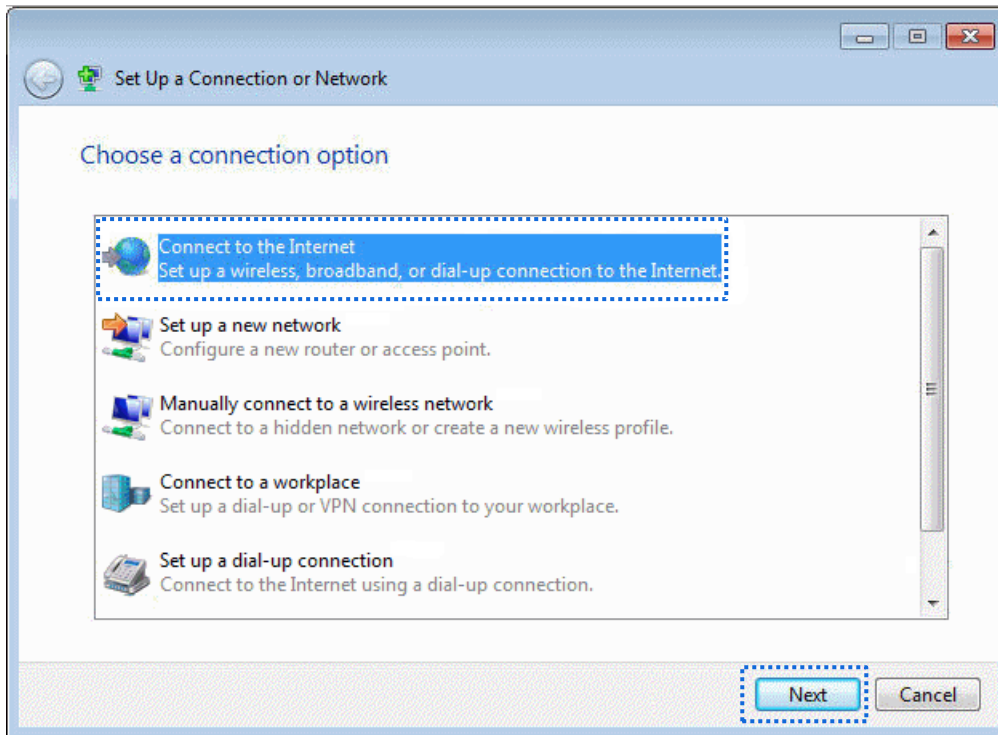 Set Up a Connection or Network
Choose a connection option
Connect to the Internet
Set up a wireless, broadband, or dial-up connection to the Internet.
Set up a new network
Configure a new router or access point.
Manually connect to a wireless network
Connect to a hidden network or create a new wireless profile.
Connect to a workplace
Set up a dial-up or VPN connection to your workplace.
Set up a dial-up connection
Connect to the Internet using a dial-up connection.
Next
Cancel